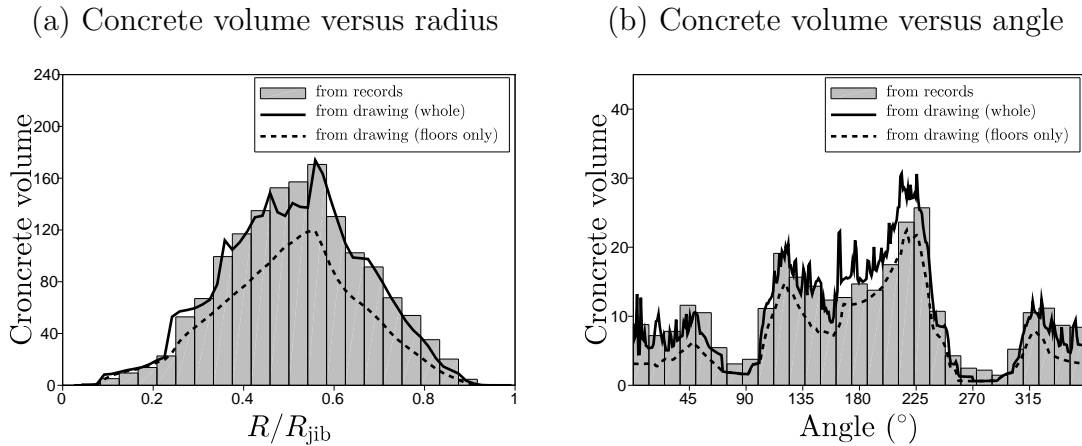 (a) Concrete volume versus radius
240
200
160
120
80
40
0
Croncrete volume
from records
from drawing (whole)
from drawing (floors only)
0 0.2 0.4 0.6 0.8 1
R/R_jib
(b) Concrete volume versus angle
40
30
20
10
0
Croncrete volume
from records
from drawing (whole)
from drawing (floors only)
45 90 135 180 225 270 315
Angle (°)